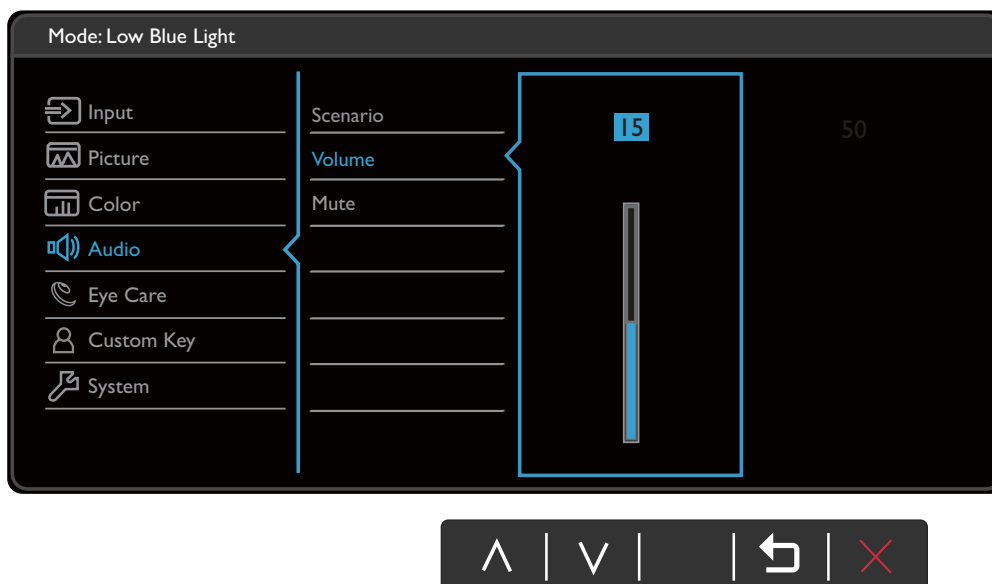 Mode: Low Blue Light
Input
Picture
Color
Audio
Eye Care
Custom Key
System
Scenario
Volume
Mute
15
50